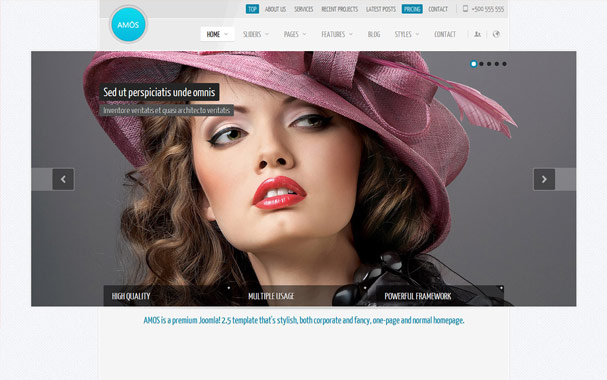 TOP ABOUT US SERVICES RECENT PROJECTS LATEST POSTS PRICING CONTACT +500 555 555
AMÖS
HOME SLIDERS PAGES FEATURES BLOG STYLES CONTACT
Sed ut perspiciatis unde omnis
Inventore veritatis et quasi architecto veritatis.
HIGH QUALITY MULTIPLE USAGE POWERFUL FRAMEWORK
AMOS is a premium Joomla! 2.5 template that's stylish, both corporate and fancy, one-page and normal homepage.